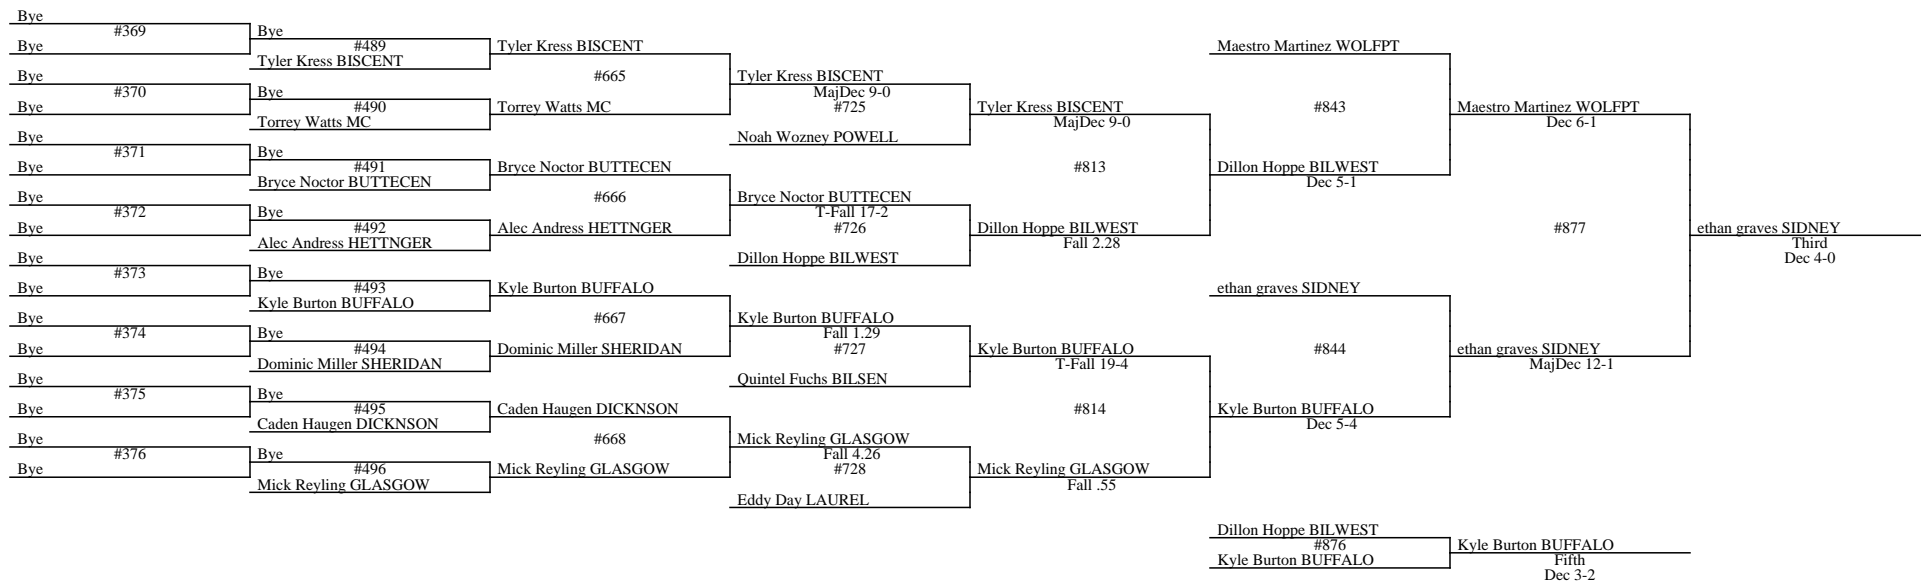 Bye
#369
Bye
Bye
#370
Bye
Bye
#371
Bye
Bye
#372
Bye
Bye
#373
Bye
Bye
#374
Bye
Bye
#375
Bye
Bye
#376
Bye
Bye
#489
Tyler Kress BISCENT
Bye
#490
Torrey Watts MC
Bye
#491
Bryce Noctor BUTTECEN
Bye
#492
Alec Andress HETTNGER
Bye
#493
Kyle Burton BUFFALO
Bye
#494
Dominic Miller SHERIDAN
Bye
#495
Caden Haugen DICKNSON
Bye
#496
Mick Reyling GLASGOW
Tyler Kress BISCENT
#665
Torrey Watts MC
Bryce Noctor BUTTECEN
#666
Alec Andress HETTNGER
Kyle Burton BUFFALO
#667
Dominic Miller SHERIDAN
Caden Haugen DICKNSON
#668
Mick Reyling GLASGOW
Tyler Kress BISCENT
MajDec 9-0
#725
Noah Wozney POWELL
Bryce Noctor BUTTECEN
T-Fall 17-2
#726
Dillon Hoppe BILWEST
Kyle Burton BUFFALO
Fall 1.29
#727
Quintel Fuchs BILSEN
Mick Reyling GLASGOW
Fall 4.26
#728
Eddy Day LAUREL
Tyler Kress BISCENT
MajDec 9-0
#813
Dillon Hoppe BILWEST
Fall 2.28
Kyle Burton BUFFALO
T-Fall 19-4
#814
Mick Reyling GLASGOW
Fall .55
Maestro Martinez WOLFPT
#843
Dillon Hoppe BILWEST
Dec 5-1
ethan graves SIDNEY
#844
Kyle Burton BUFFALO
Dec 5-4
Dillon Hoppe BILWEST
#876
Kyle Burton BUFFALO
Maestro Martinez WOLFPT
Dec 6-1
#877
ethan graves SIDNEY
MajDec 12-1
Kyle Burton BUFFALO
Fifth
Dec 3-2
ethan graves SIDNEY
Third
Dec 4-0